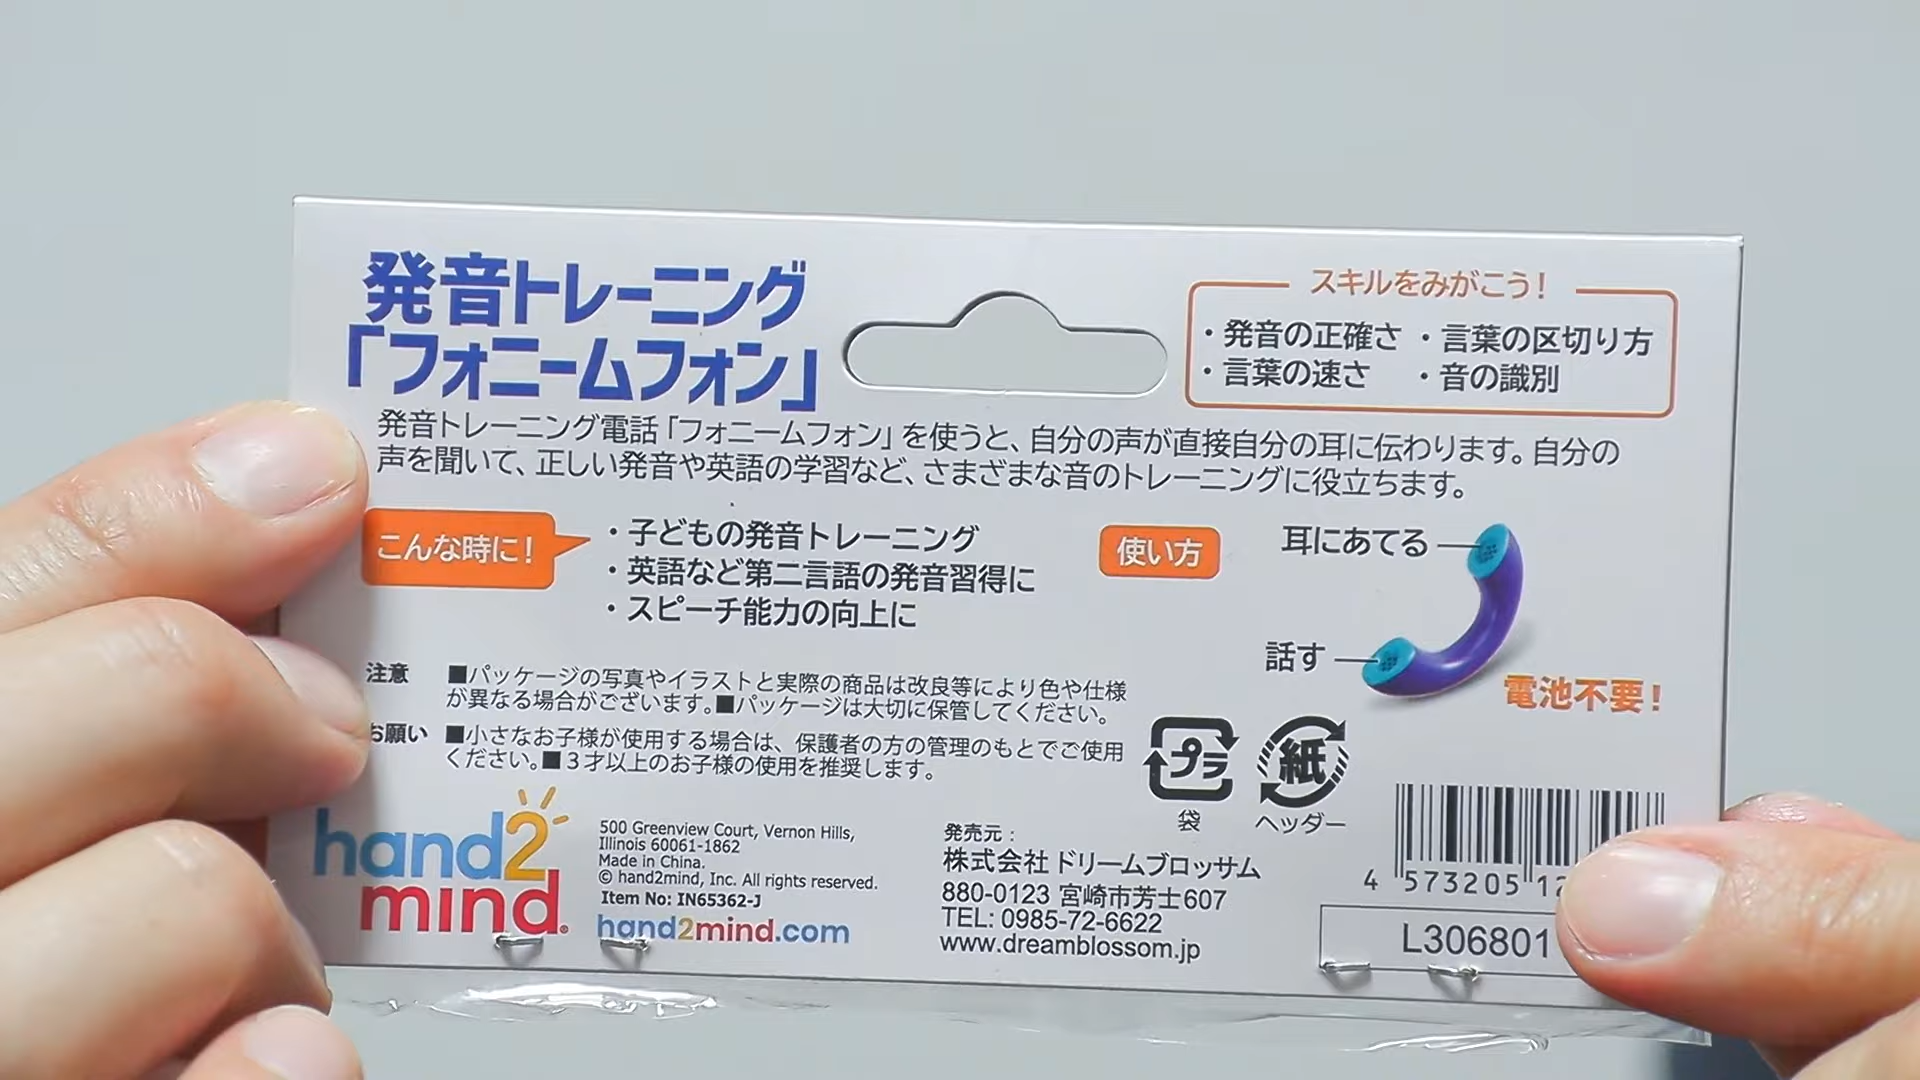 発音トレーニング
「フォニームフォン」
スキルをみがこう!
・発音の正確さ ・言葉の区切り方
・言葉の速さ ・音の識別
発音トレーニング電話「フォニームフォン」を使うと、自分の声が直接自分の耳に伝わります。自分の
声を聞いて、正しい発音や英語の学習など、さまざまな音のトレーニングに役立ちます。
こんな時に!
・子どもの発音トレーニング
・英語など第二言語の発音習得に
・スピーチ能力の向上に
使い方
耳にあてる
話す
電池不要!
注意 ■パッケージの写真やイラストと実際の商品は改良等により色や仕様
が異なる場合がございます。■パッケージは大切に保管してください。
お願い ■小さなお子様が使用する場合は、保護者の方の管理のもとでご使用
ください。■3才以上のお子様の使用を推奨します。
プラ
袋
紙
ヘッダー
hand2
mind®
500 Greenview Court, Vernon Hills,
Illinois 60061-1862
Made in China.
© hand2mind, Inc. All rights reserved.
Item No: IN65362-J
hand2mind.com
発売元：
株式会社 ドリームブロッサム
880-0123 宮崎市芳士607
TEL: 0985-72-6622
www.dreamblossom.jp
4 573205 12
L306801